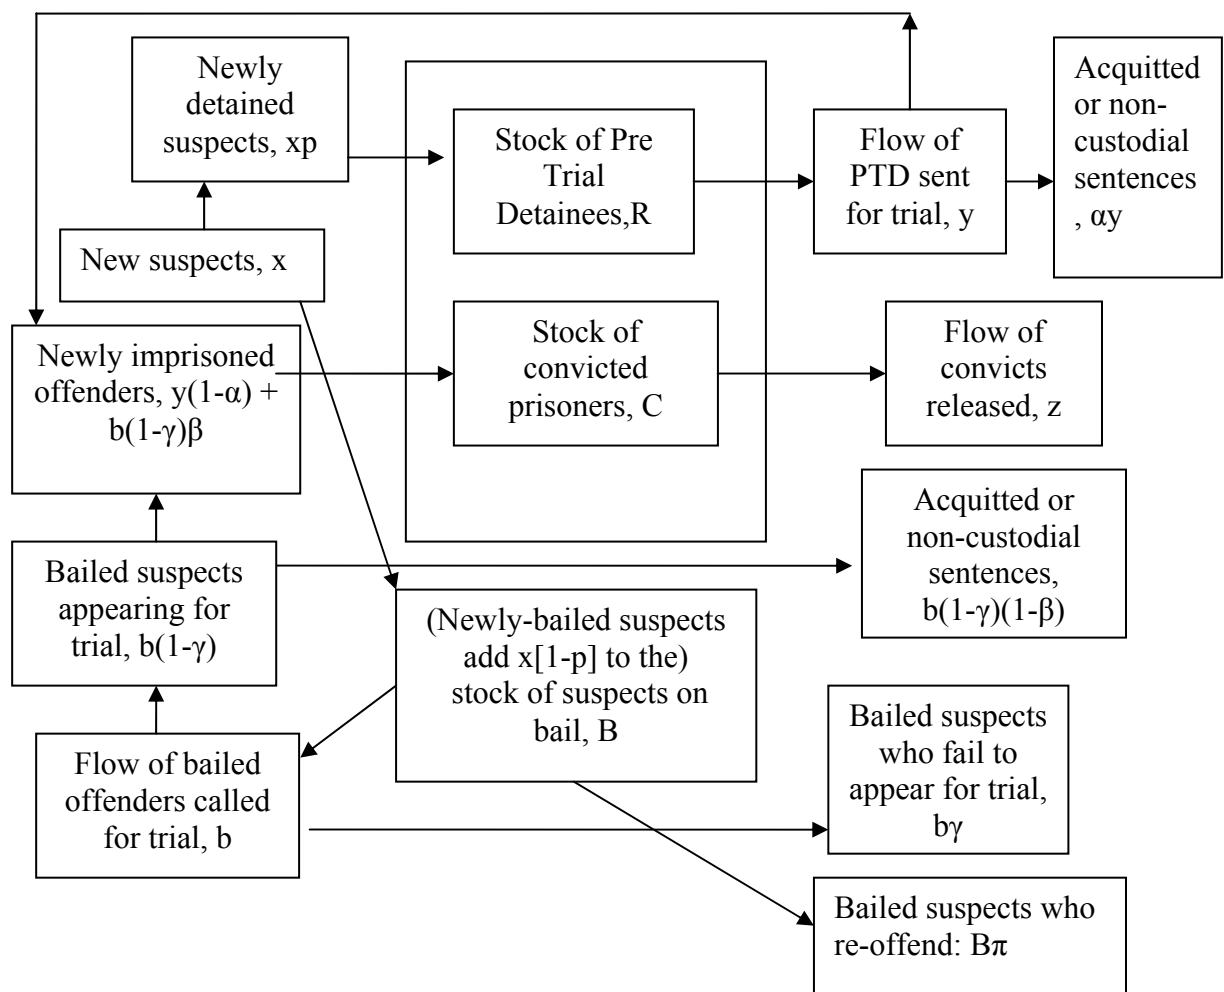 Newly
detained
suspects, xp
Acquitted
or non-
custodial
sentences
, αy
Stock of Pre
Trial
Detainees,R
Flow of
PTD sent
for trial, y
New suspects, x
Newly imprisoned
offenders, y(1-α) +
b(1-γ)β
Stock of
convicted
prisoners, C
Flow of
convicts
released, z
Acquitted or
non-custodial
sentences,
b(1-γ)(1-β)
Bailed suspects
appearing for
trial, b(1-γ)
(Newly-bailed suspects
add x[1-p] to the)
stock of suspects on
bail, B
Bailed suspects
who fail to
appear for trial,
bγ
Flow of bailed
offenders called
for trial, b
Bailed suspects who
re-offend: Bπ